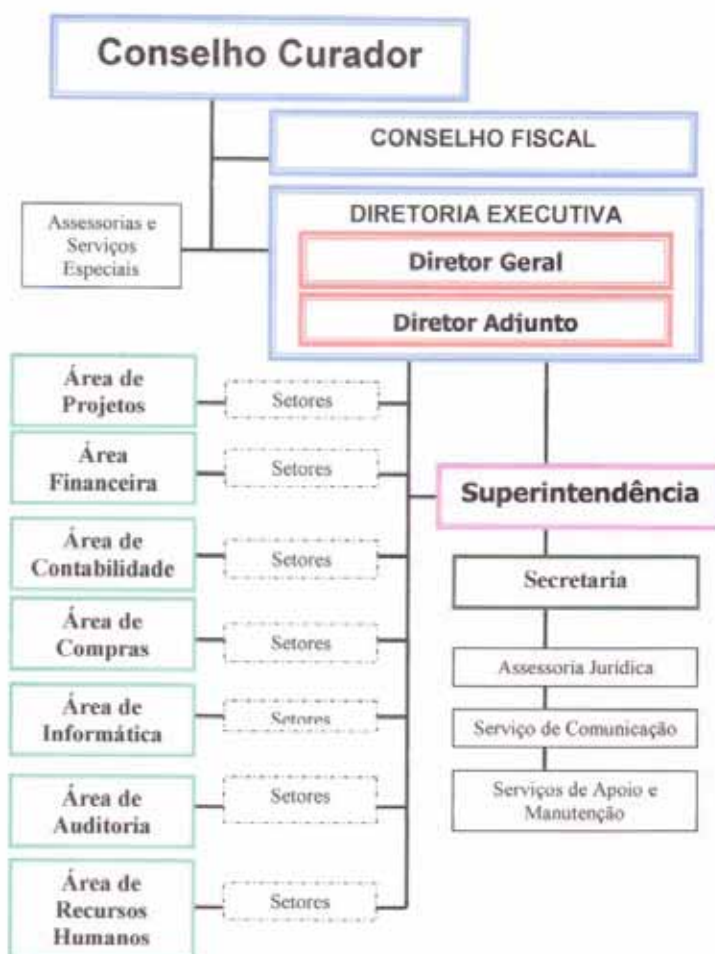 Conselho Curador
CONSELHO FISCAL
Assessorias e
Serviços
Especiais
DIRETORIA EXECUTIVA
Diretor Geral
Diretor Adjunto
Área de
Projetos
Setores
Área
Financeira
Setores
Superintendência
Área de
Contabilidade
Setores
Secretaria
Área de
Compras
Setores
Assessoria Jurídica
Área de
Informática
Setores
Serviço de Comunicação
Área de
Auditoria
Setores
Serviços de Apoio e
Manutenção
Área de
Recursos
Humanos
Setores